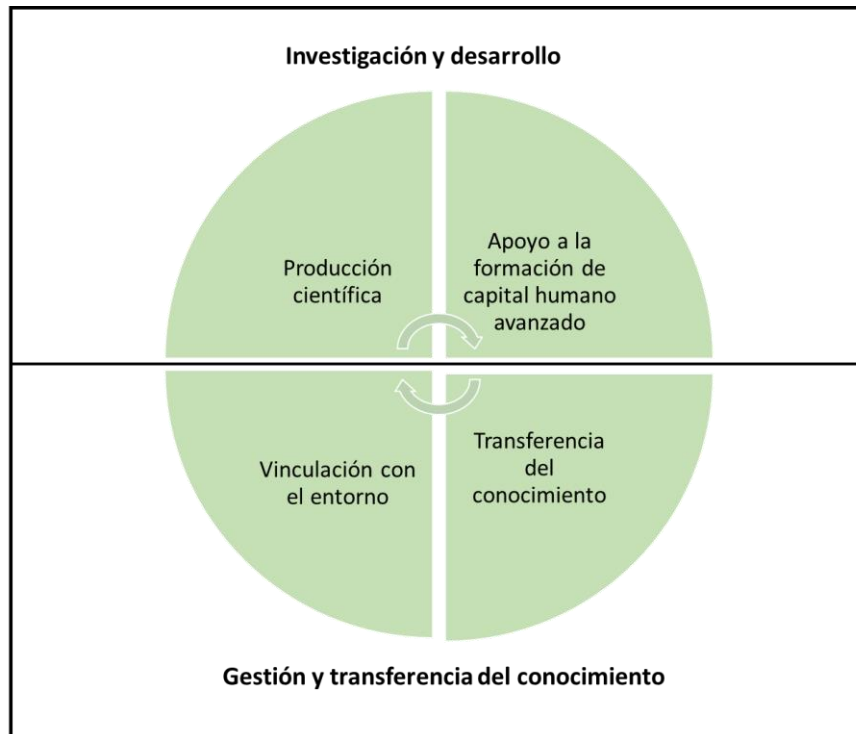 Investigación y desarrollo
Producción
científica
Apoyo a la
formación de
capital humano
avanzado
Vinculación con
el entorno
Transferencia
del
conocimiento
Gestión y transferencia del conocimiento